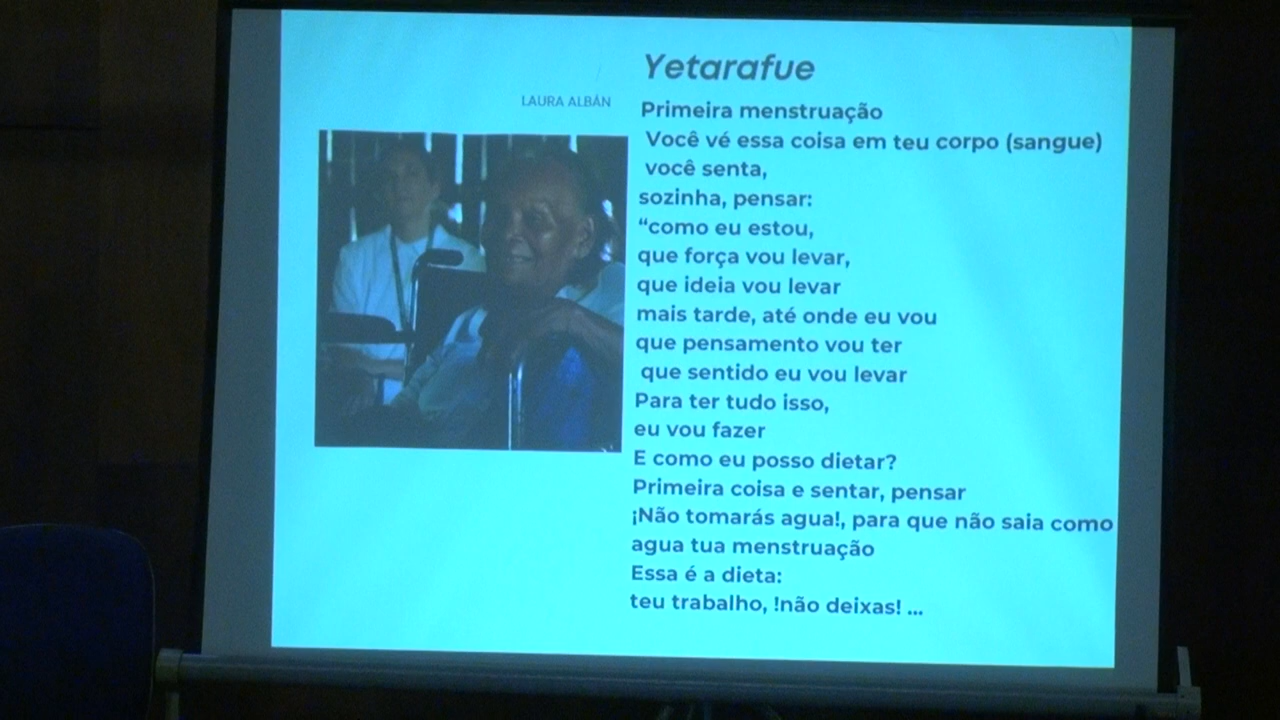 Yetarafue
LAURA ALBÁN
Primeira menstruação
Você vé essa coisa em teu corpo (sangue)
você senta,
sozinha, pensar:
“como eu estou,
que força vou levar,
que ideia vou levar
mais tarde, até onde eu vou
que pensamento vou ter
que sentido eu vou levar
Para ter tudo isso,
eu vou fazer
E como eu posso dietar?
Primeira coisa e sentar, pensar
¡Não tomarás agua!, para que não saia como
agua tua menstruação
Essa é a dieta:
teu trabalho, !não deixas! ...